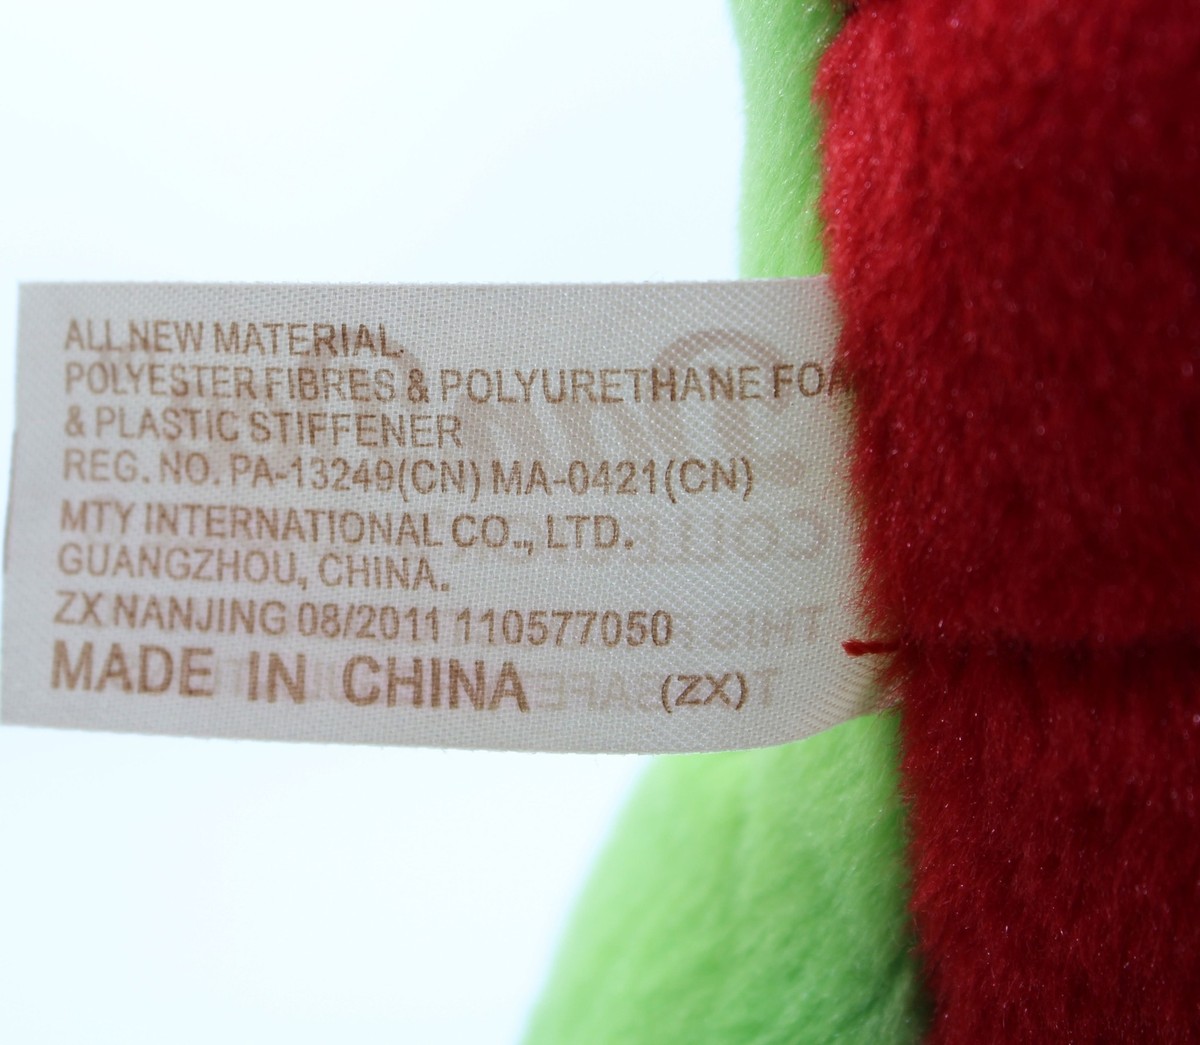 ALL NEW MATERIAL.
POLYESTER FIBRES & POLYURETHANE FOA
& PLASTIC STIFFENER
REG. NO. PA-13249(CN) MA-0421(CN)
MTY INTERNATIONAL CO., LTD.
GUANGZHOU, CHINA.
ZX NANJING 08/2011 110577050
MADE IN CHINA (ZX)